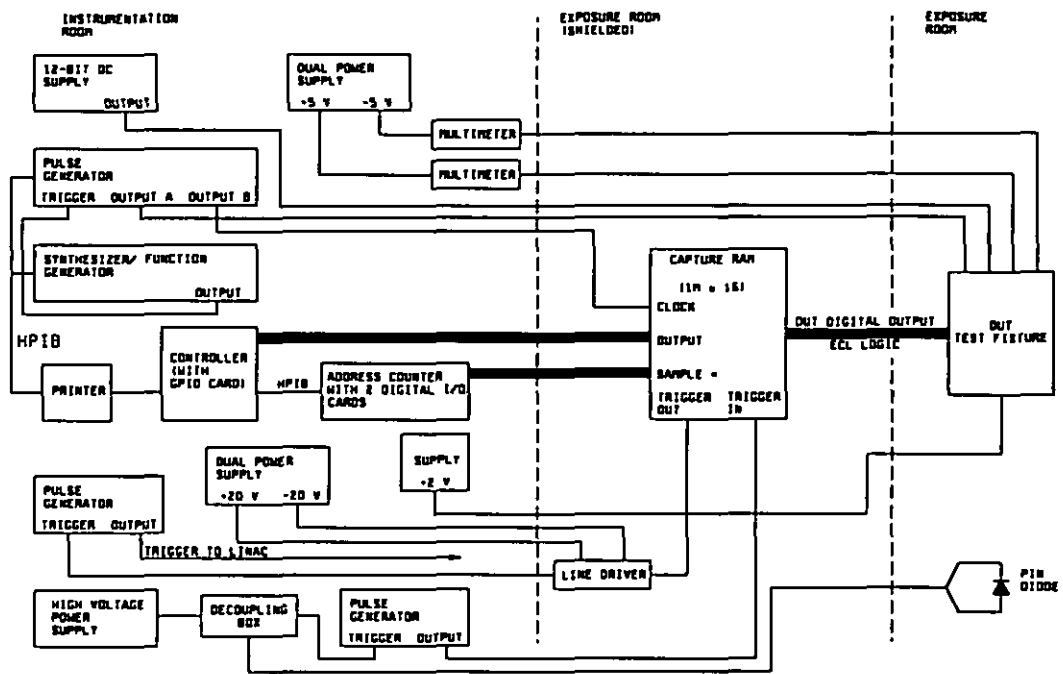 INSTRUMENTATION
ROOM
EXPOSURE ROOM
(SHIELDED)
EXPOSURE
ROOM
12-BIT DC
SUPPLY
OUTPUT
DUAL POWER
SUPPLY
+5 V -5 V
MULTIMETER
MULTIMETER
PULSE
GENERATOR
TRIGGER OUTPUT A OUTPUT B
SYNTHESIZER/ FUNCTION
GENERATOR
OUTPUT
CAPTURE RAM
(1M x 16)
CLOCK
OUTPUT
SAMPLE =
TRIGGER
OUT
TRIGGER
IN
DUT DIGITAL OUTPUT
ECL LOGIC
DUT
TEST FIXTURE
HPIB
PRINTER
CONTROLLER
(WITH
GPIO CARD)
HPIB
ADDRESS COUNTER
WITH 2 DIGITAL I/O
CARDS
DUAL POWER
SUPPLY
+20 V -20 V
SUPPLY
+2 V
PULSE
GENERATOR
TRIGGER OUTPUT
TRIGGER TO LINAC
LINE DRIVER
PIN
DIODE
HIGH VOLTAGE
POWER
SUPPLY
DECOUPLING
BOX
PULSE
GENERATOR
TRIGGER OUTPUT